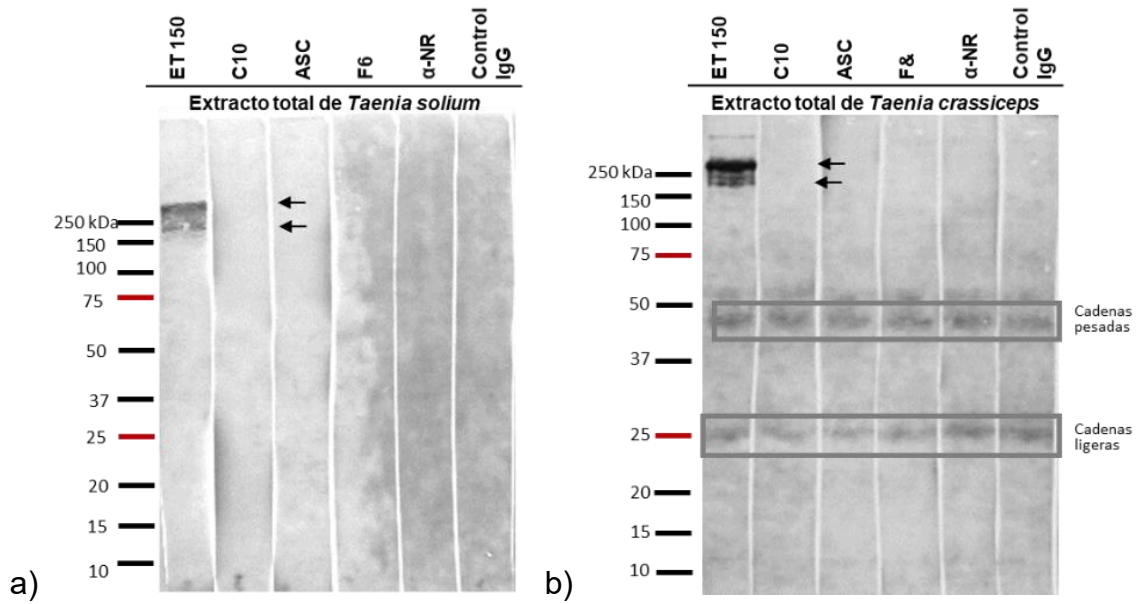 ET 150
C10
ASC
F6
α-NR
Control
IgG
Extracto total de Taenia solium
250 kDa
150
100
75
50
37
25
20
15
10
a)
ET 150
C10
ASC
F&
α-NR
Control
IgG
Extracto total de Taenia crassiceps
250 kDa
150
100
75
50
37
25
20
15
10
Cadenas
pesadas
Cadenas
ligeras
b)